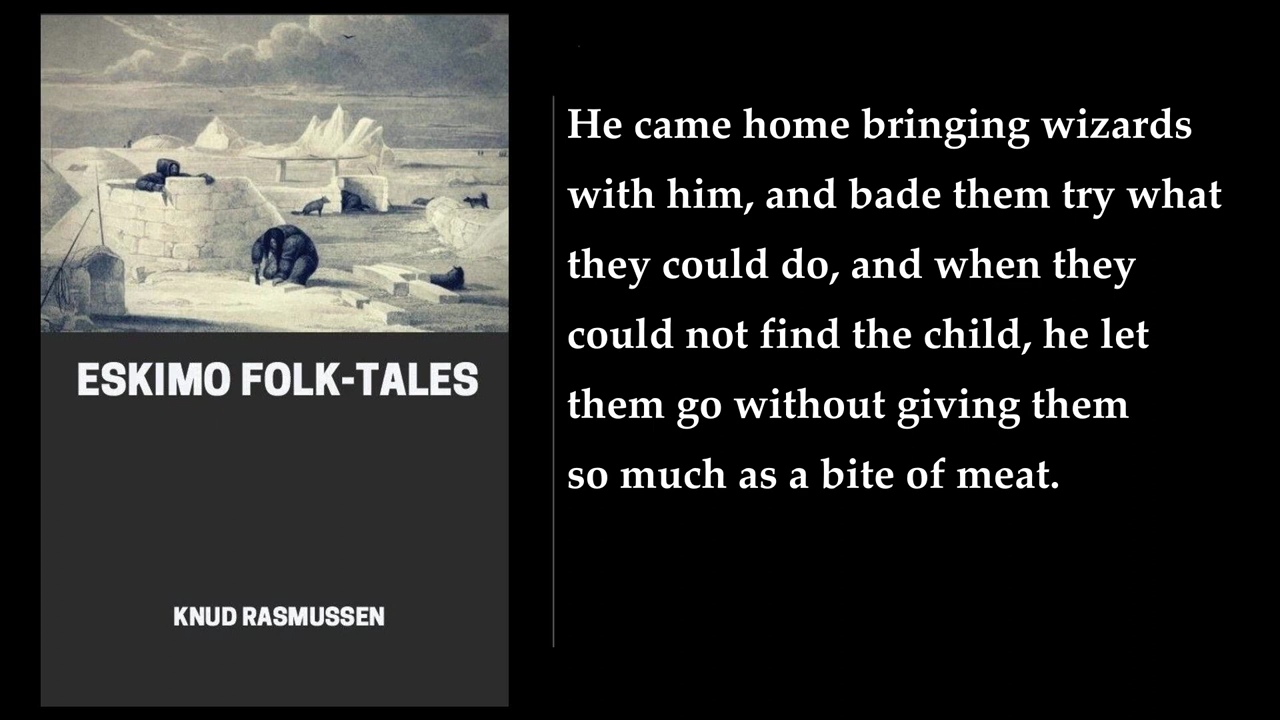 ESKIMO FOLK-TALES
KNUD RASMUSSEN
He came home bringing wizards
with him, and bade them try what
they could do, and when they
could not find the child, he let
them go without giving them
so much as a bite of meat.